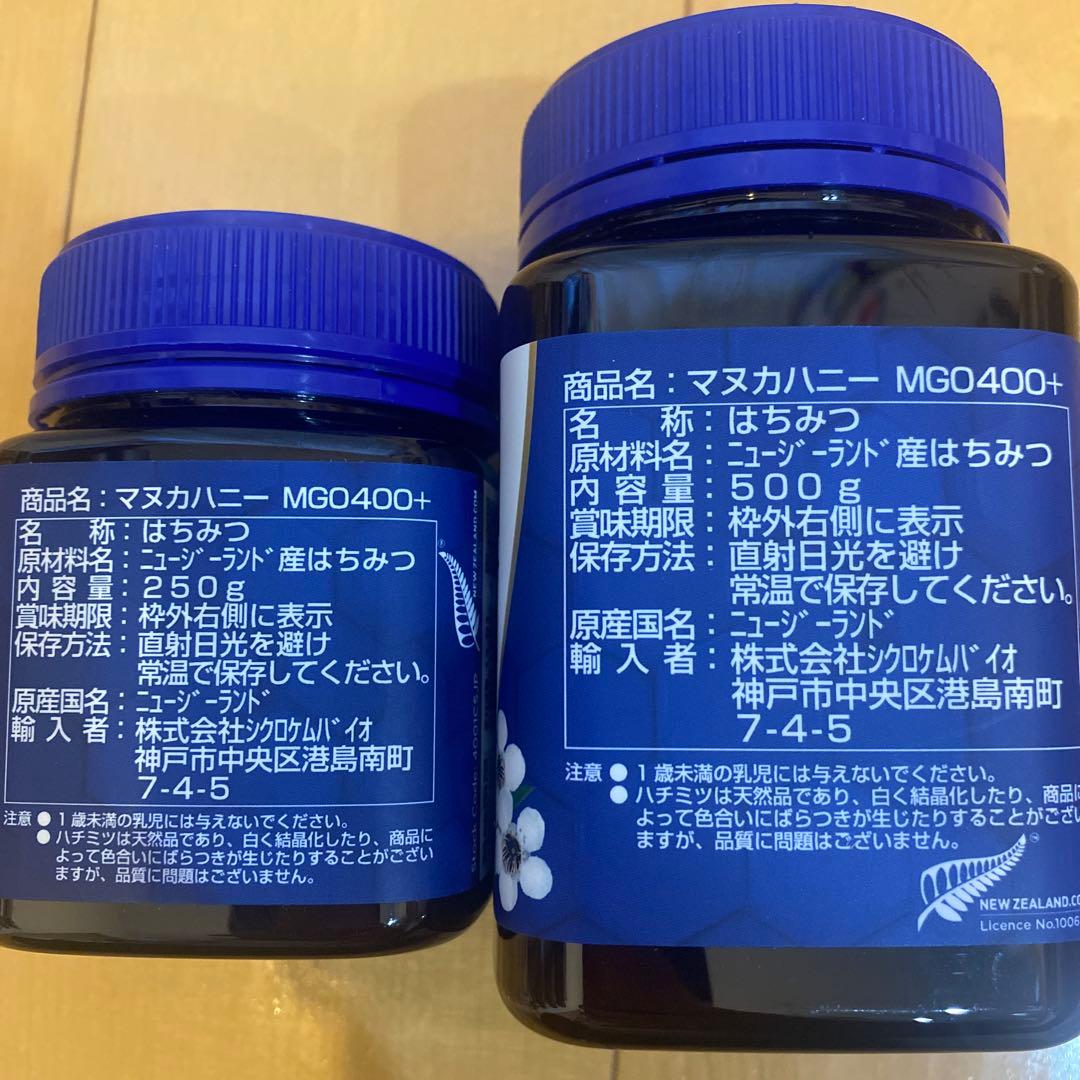 商品名：マヌカハニー MGO400+
名　　称：はちみつ
原材料名：ﾆｭｰｼﾞｰﾗﾝﾄﾞ産はちみつ
内 容 量：２５０ｇ
賞味期限：枠外右側に表示
保存方法：直射日光を避け
常温で保存してください。
原産国名：ﾆｭｰｼﾞｰﾗﾝﾄﾞ
輸 入 者：株式会社ｼｸﾛｹﾑﾊﾞｲｵ
神戸市中央区港島南町
7-4-5
注意 ● 1歳未満の乳児には与えないでください。
● ハチミツは天然品であり、白く結晶化したり、商品に
よって色合いにばらつきが生じたりすることがござい
ますが、品質に問題はございません。
NEW ZEALAND.COM
商品名：マヌカハニー MGO400+
名　　称：はちみつ
原材料名：ﾆｭｰｼﾞｰﾗﾝﾄﾞ産はちみつ
内 容 量：５００ｇ
賞味期限：枠外右側に表示
保存方法：直射日光を避け
常温で保存してください。
原産国名：ﾆｭｰｼﾞｰﾗﾝﾄﾞ
輸 入 者：株式会社ｼｸﾛｹﾑﾊﾞｲｵ
神戸市中央区港島南町
7-4-5
注意 ● 1歳未満の乳児には与えないでください。
● ハチミツは天然品であり、白く結晶化したり、商品に
よって色合いにばらつきが生じたりすることがござい
ますが、品質に問題はございません。
NEW ZEALAND.CO
Licence No.1006